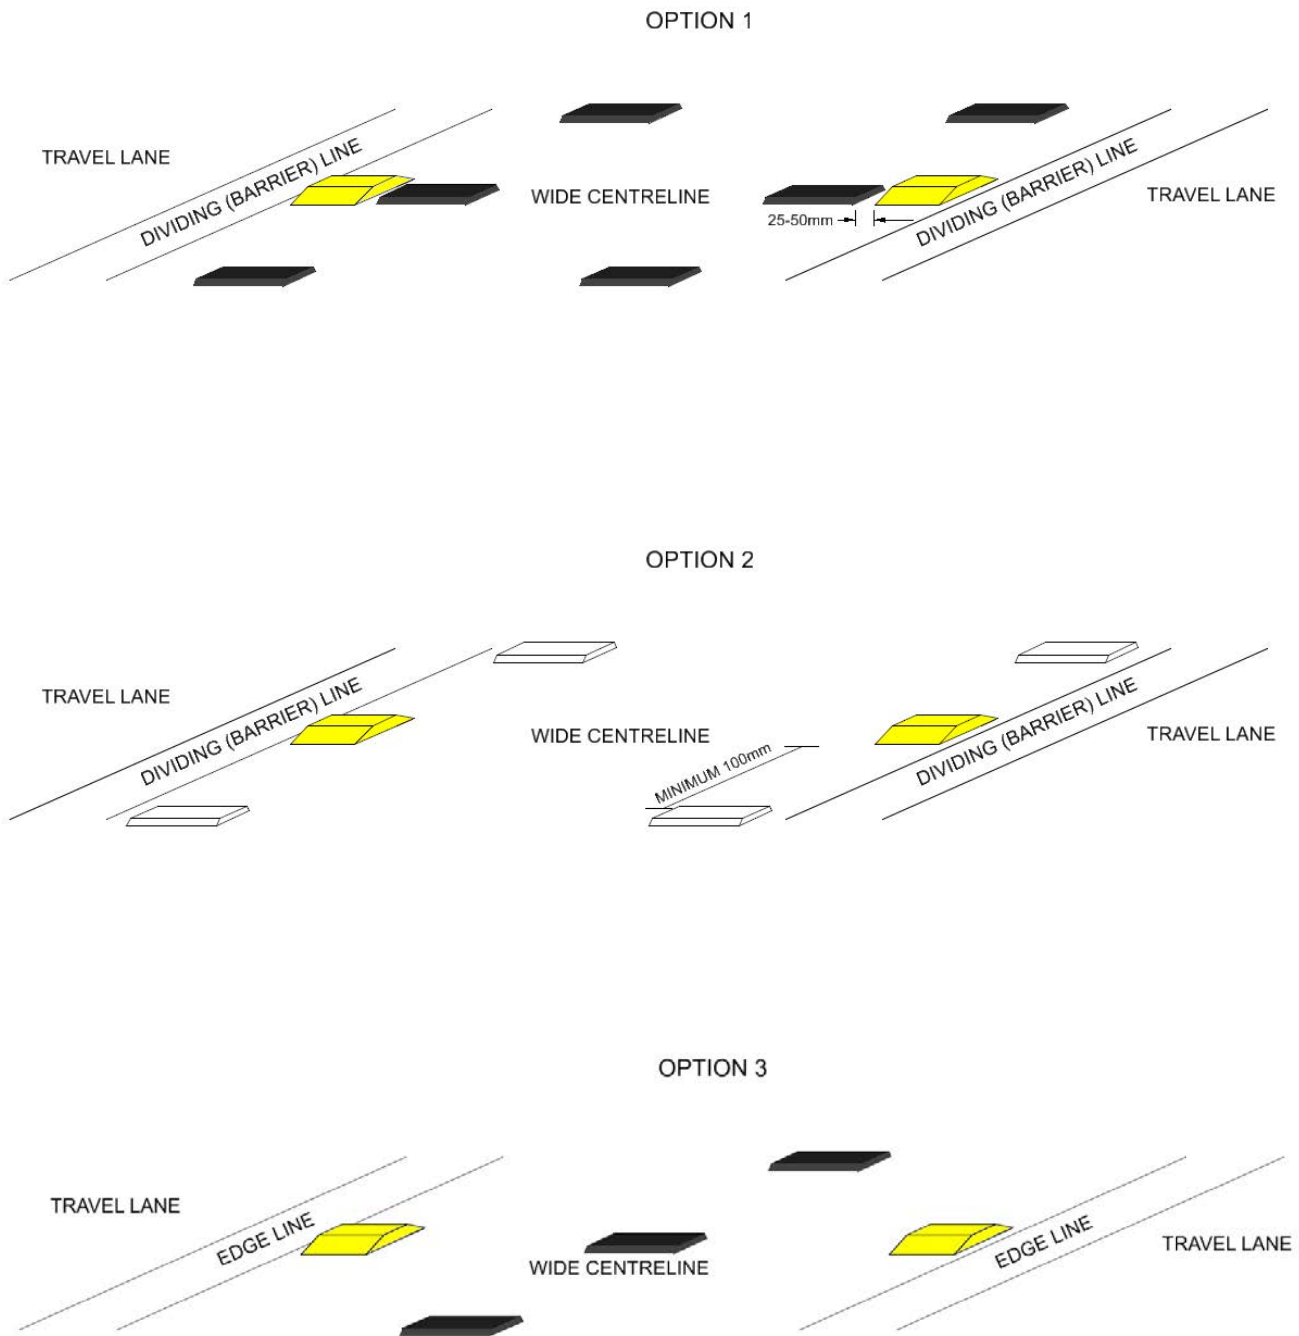 OPTION 1
TRAVEL LANE
DIVIDING (BARRIER) LINE
WIDE CENTRELINE
25-50mm
DIVIDING (BARRIER) LINE
TRAVEL LANE
OPTION 2
TRAVEL LANE
DIVIDING (BARRIER) LINE
WIDE CENTRELINE
MINIMUM 100mm
DIVIDING (BARRIER) LINE
TRAVEL LANE
OPTION 3
TRAVEL LANE
EDGE LINE
WIDE CENTRELINE
EDGE LINE
TRAVEL LANE